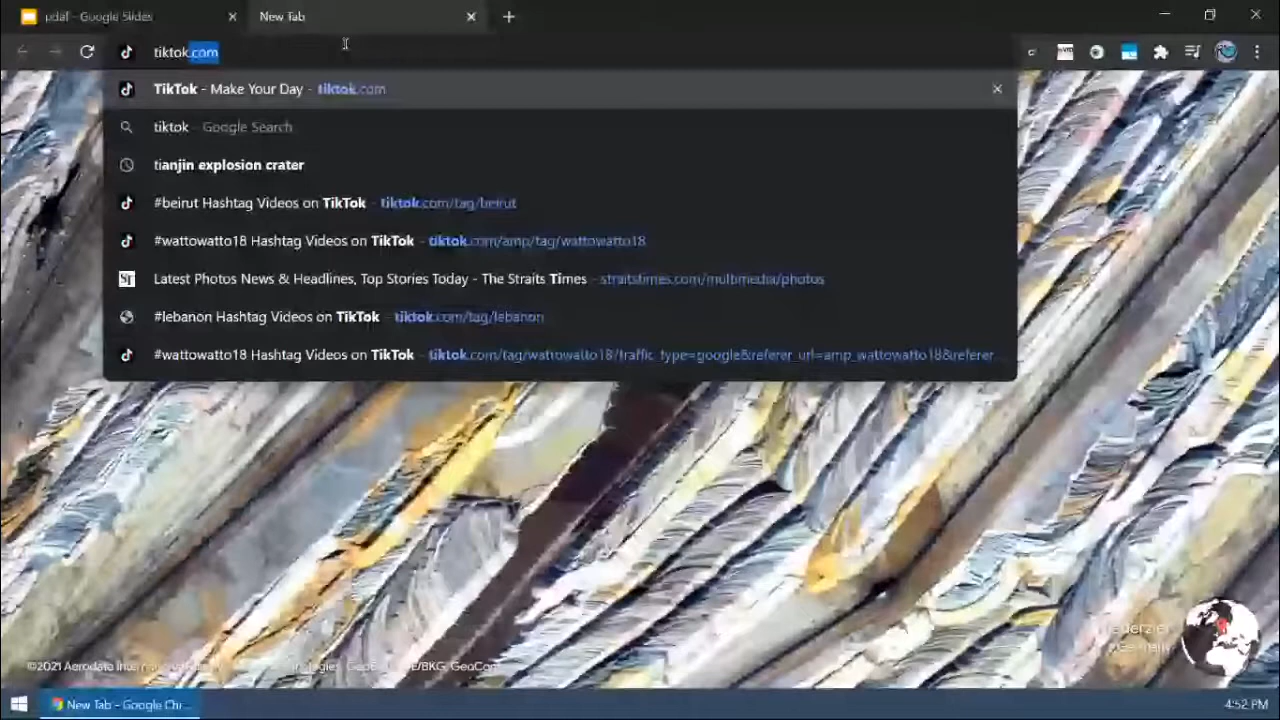 udaf - Google Slides
New Tab
tiktok.com
TikTok - Make Your Day - tiktok.com
tiktok - Google Search
tianjin explosion crater
#beirut Hashtag Videos on TikTok - tiktok.com/tag/beirut
#wattowatto18 Hashtag Videos on TikTok - tiktok.com/amp/tag/wattowatto18
Latest Photos News & Headlines, Top Stories Today - The Straits Times - straitstimes.com/multimedia/photos
#lebanon Hashtag Videos on TikTok - tiktok.com/tag/lebanon
#wattowatto18 Hashtag Videos on TikTok - tiktok.com/tag/wattowatto18?traffic_type=google&referer_url=amp_wattowatto18&referer...
Germany
©2021 Aerodata International
New Tab - Google Chr...
4:52 PM